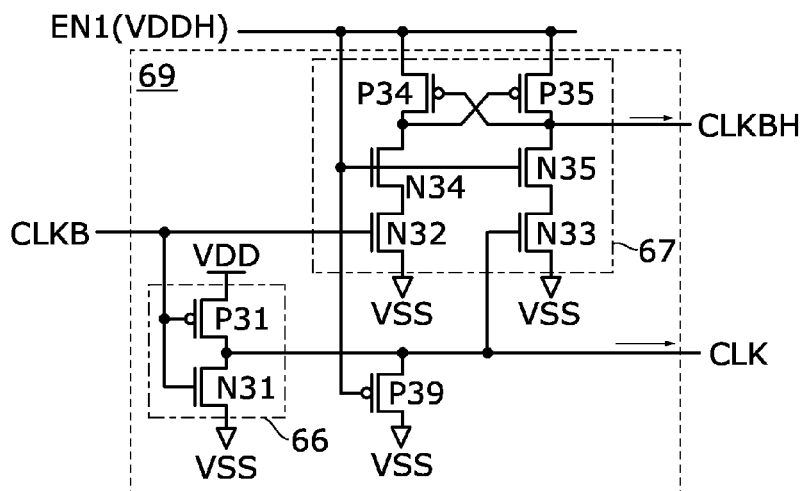 EN1(VDDH)
69
P34
P35
CLKBH
N34
N35
CLKB
N32
N33
67
VDD
VSS
VSS
P31
CLK
N31
P39
66
VSS
VSS